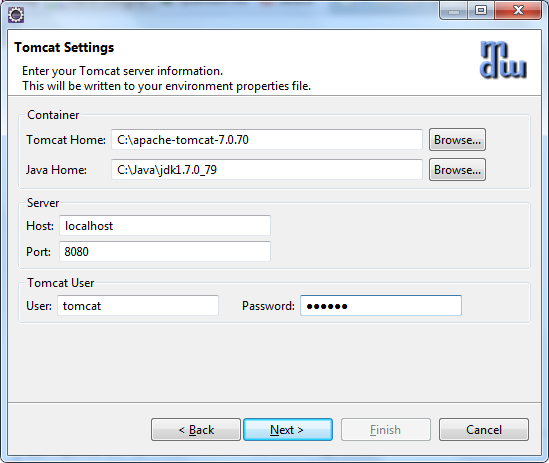 Tomcat Settings
Enter your Tomcat server information.
This will be written to your environment properties file.
mdw
Container
Tomcat Home: C:\apache-tomcat-7.0.70 Browse...
Java Home: C:\Java\jdk1.7.0_79 Browse...
Server
Host: localhost
Port: 8080
Tomcat User
User: tomcat Password: ●●●●●●
< Back Next > Finish Cancel